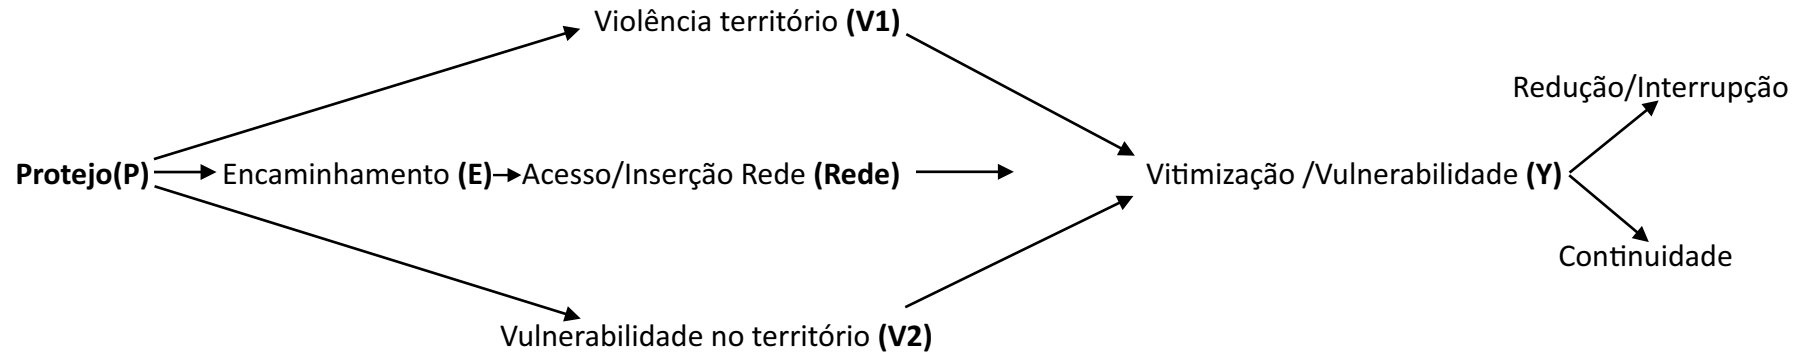 Violência território (V1)
Redução/Interrupção
Protejo(P)
Encaminhamento (E)
Acesso/Inserção Rede (Rede)
Vitimização /Vulnerabilidade (Y)
Continuidade
Vulnerabilidade no território (V2)